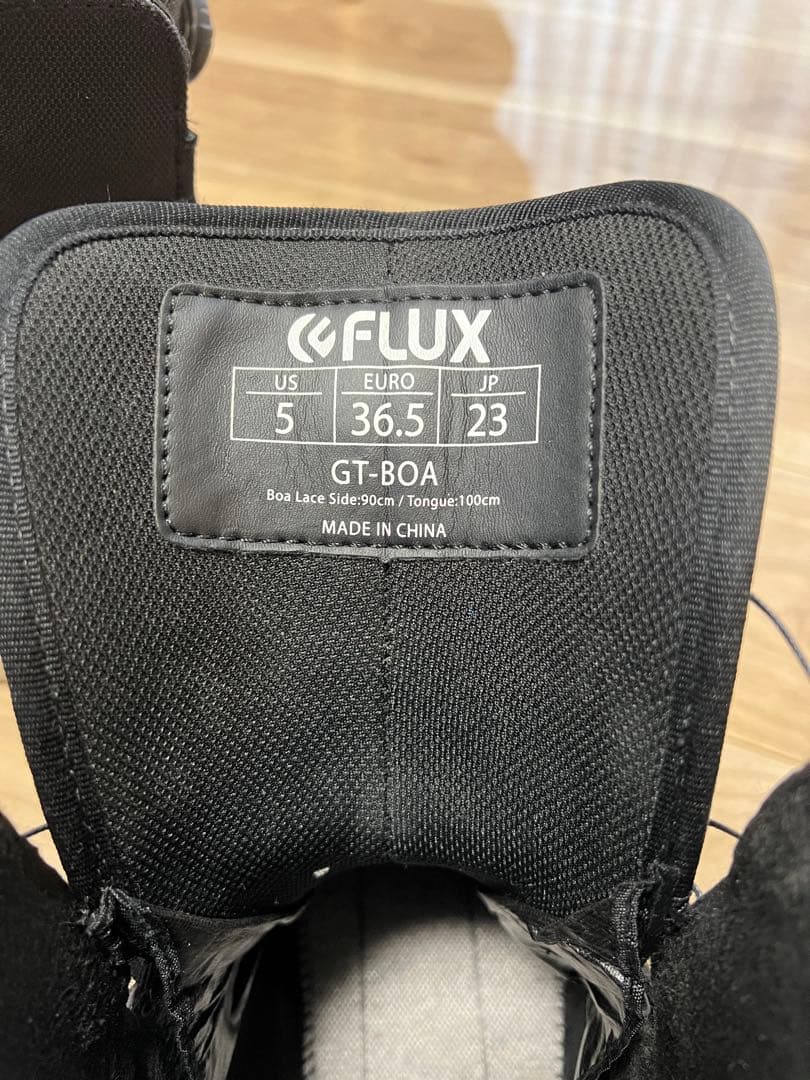 FLUX
US EURO JP
5 36.5 23
GT-BOA
Boa Lace Side:90cm / Tongue:100cm
MADE IN CHINA